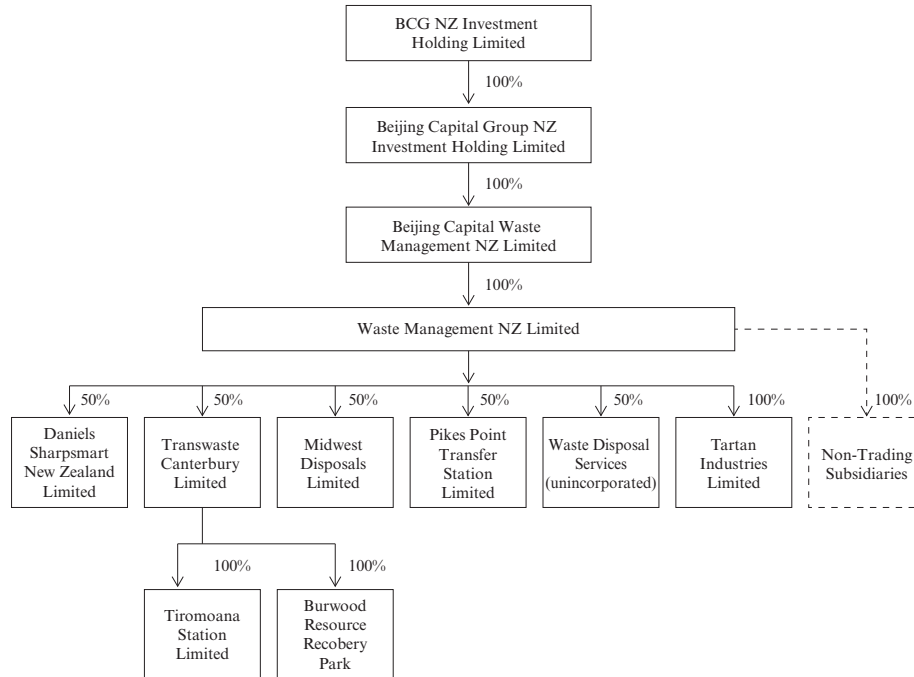 BCG NZ Investment
Holding Limited
100%
Beijing Capital Group NZ
Investment Holding Limited
100%
Beijing Capital Waste
Management NZ Limited
100%
Waste Management NZ Limited
50%
50%
50%
50%
50%
100%
100%
Daniels
Sharpsmart
New Zealand
Limited
Transwaste
Canterbury
Limited
Midwest
Disposals
Limited
Pikes Point
Transfer
Station
Limited
Waste Disposal
Services
(unincorporated)
Tartan
Industries
Limited
Non-Trading
Subsidiaries
100%
100%
Tiromoana
Station
Limited
Burwood
Resource
Recobery
Park